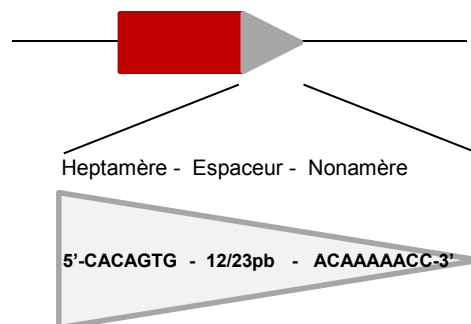 Heptamère - Espaceur - Nonamère
5'-CACAGTG - 12/23pb - ACAAAAACC-3'